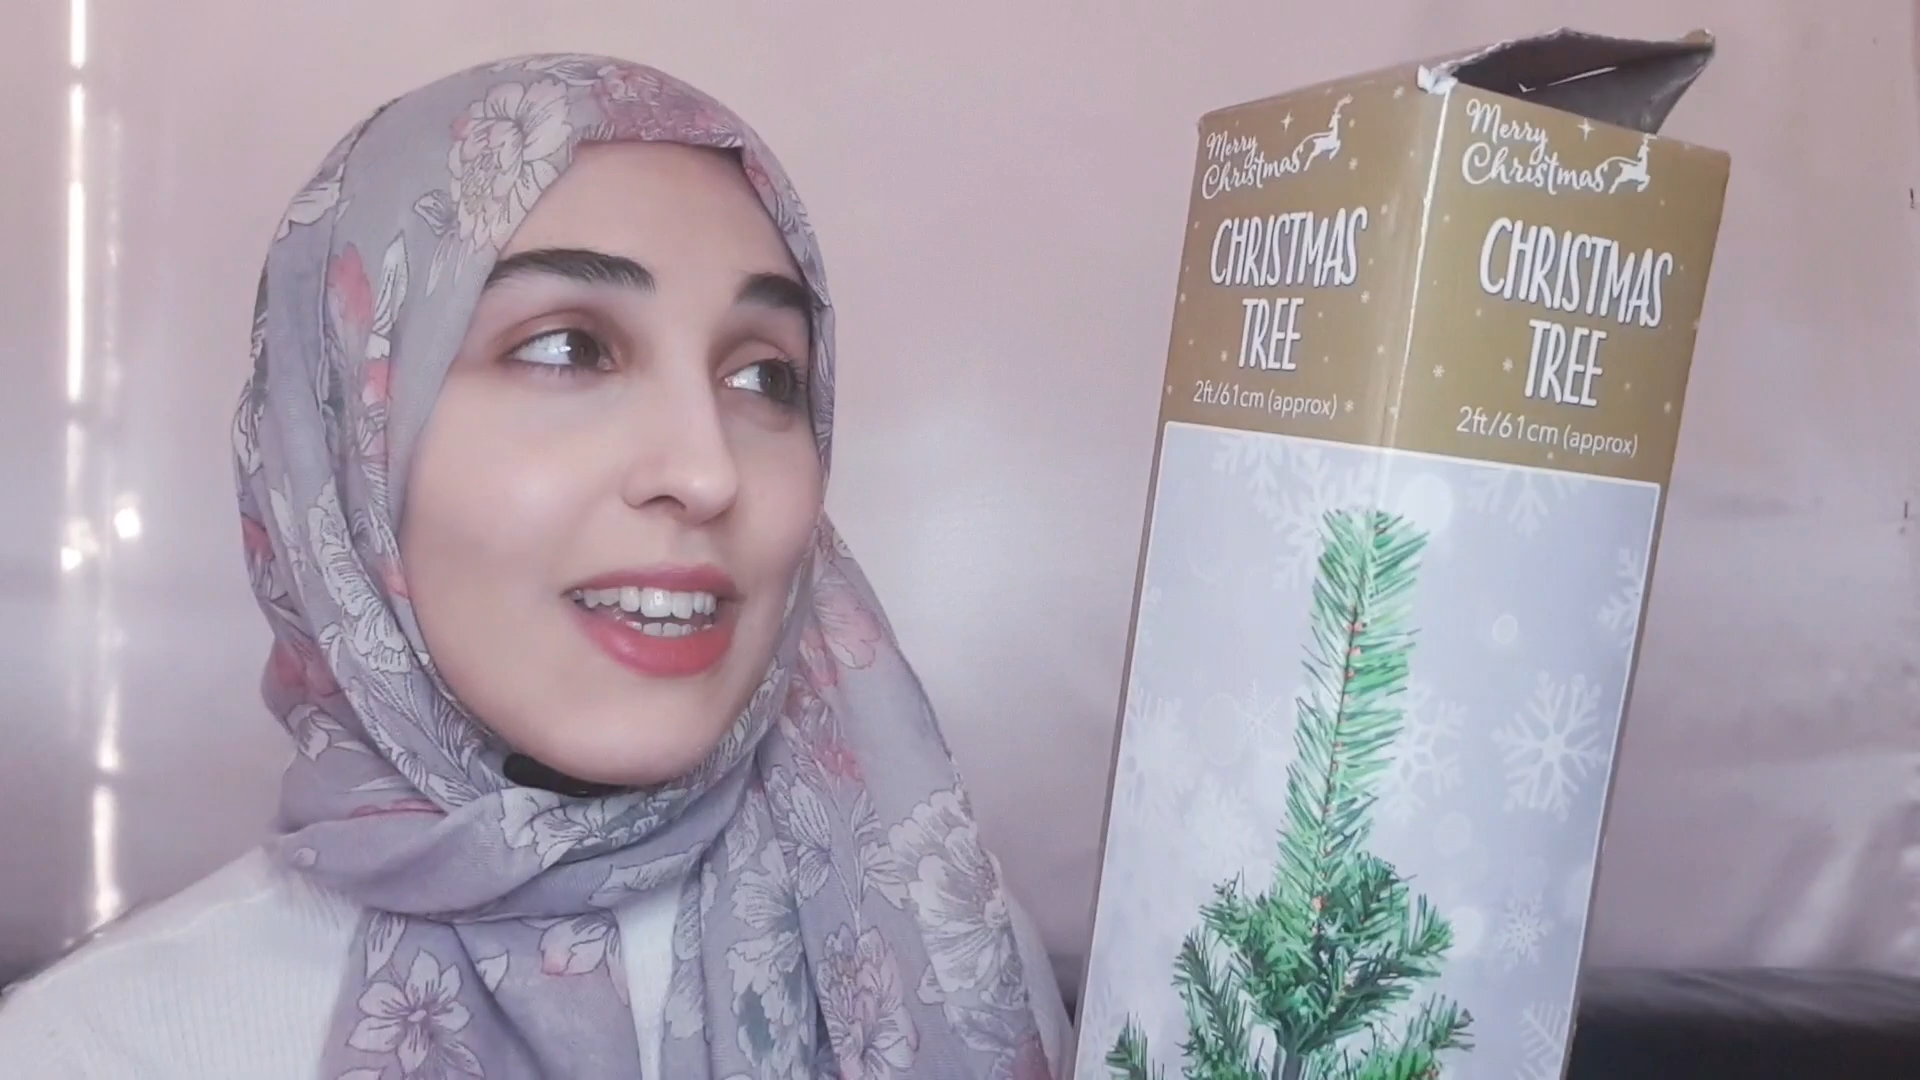 Merry
Christmas
CHRISTMAS
TREE
2ft/61cm (approx)
Merry
Christmas
CHRISTMAS
TREE
2ft/61cm (approx)